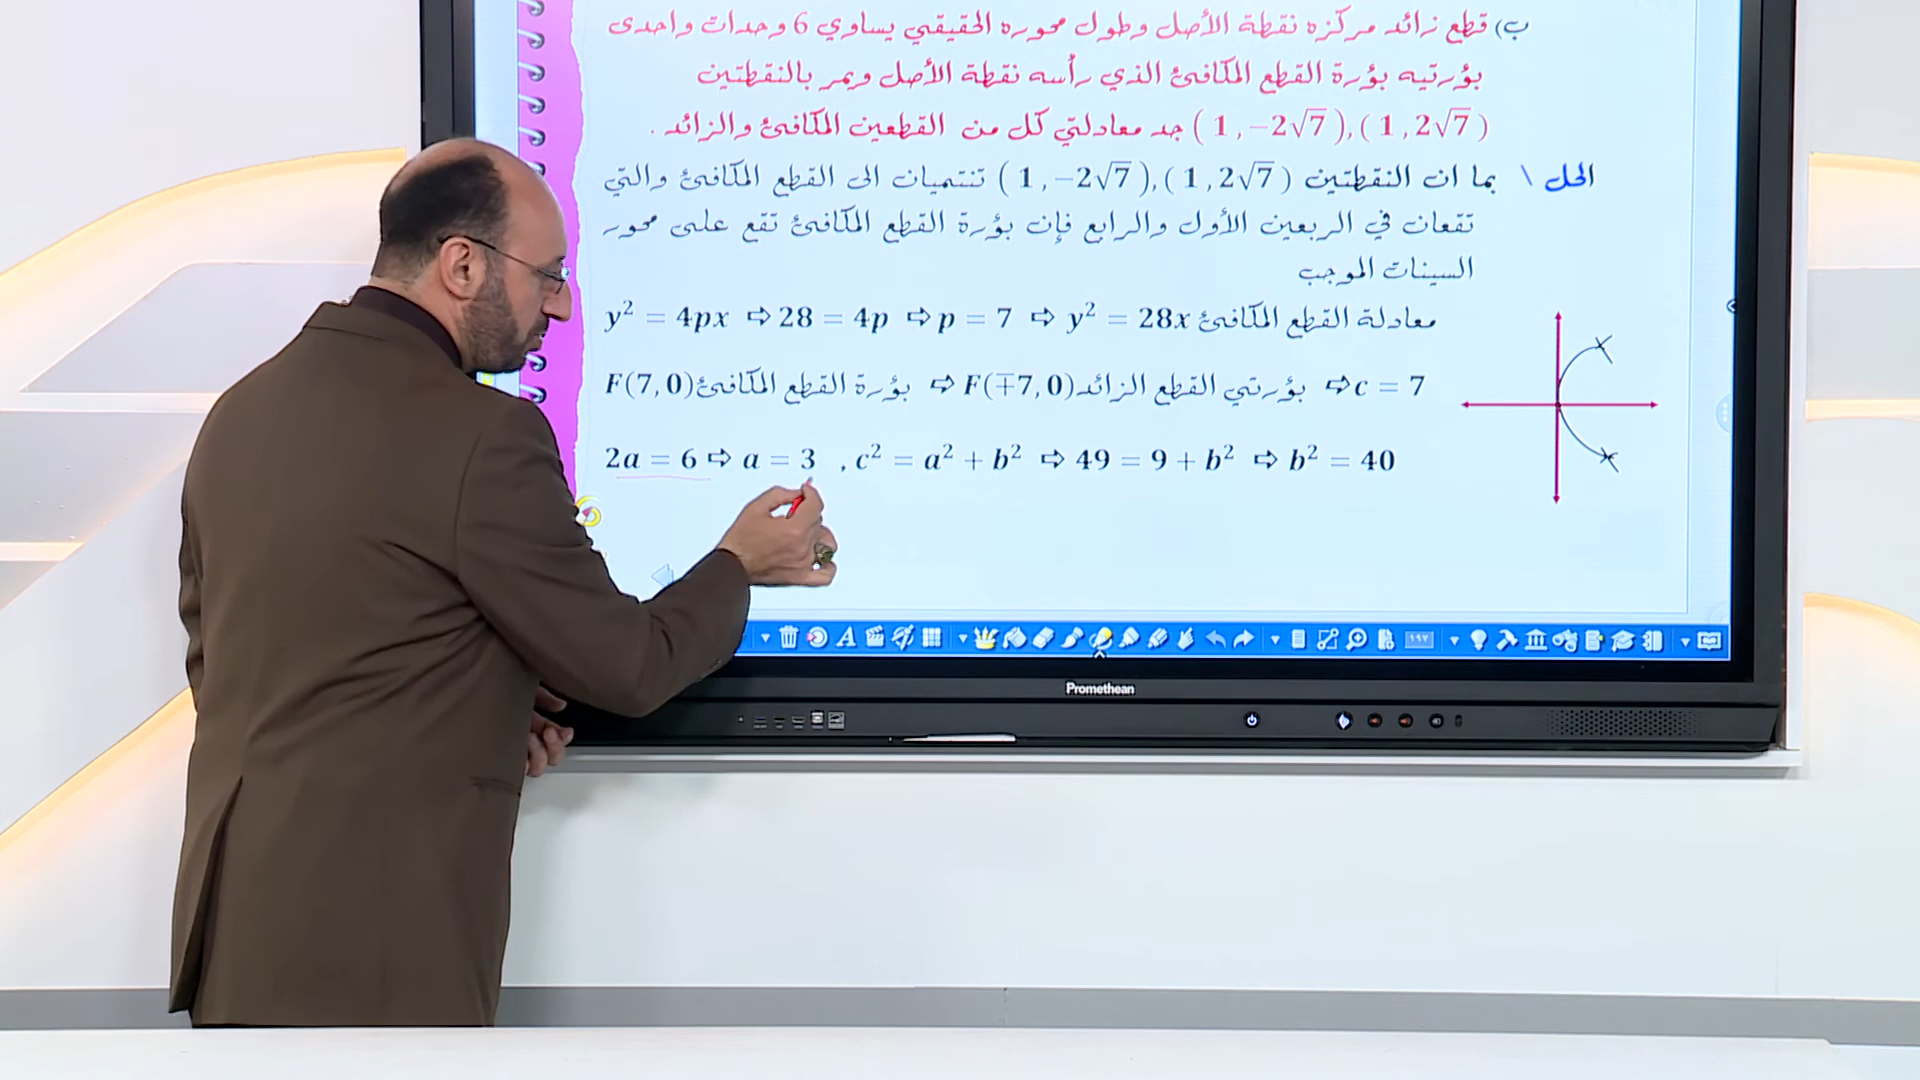 ب) قطع زائد مركزه نقطة الأصل وطول محوره الحقيقي يساوي 6 وحدات واحدى
بؤرتيه بؤرة القطع المكافئ الذي رأسه نقطة الأصل ويمر بالنقطتين
(1, 2√7), (1, −2√7) جد معادلتي كل من القطعين المكافئ والزائد .
الحل \ بما ان النقطتين (1, 2√7), (1, −2√7) تنتميان الى القطع المكافئ والتي
تقعان في الربعين الأول والرابع فإن بؤرة القطع المكافئ تقع على محور
السينات الموجب
y² = 4px ⇨ 28 = 4p ⇨ p = 7 ⇨ y² = 28x معادلة القطع المكافئ
F(7, 0) بؤرة القطع المكافئ ⇨ F(∓7, 0) بؤرتي القطع الزائد ⇨ c = 7
2a = 6 ⇨ a = 3 , c² = a² + b² ⇨ 49 = 9 + b² ⇨ b² = 40
١٩٧
Promethean